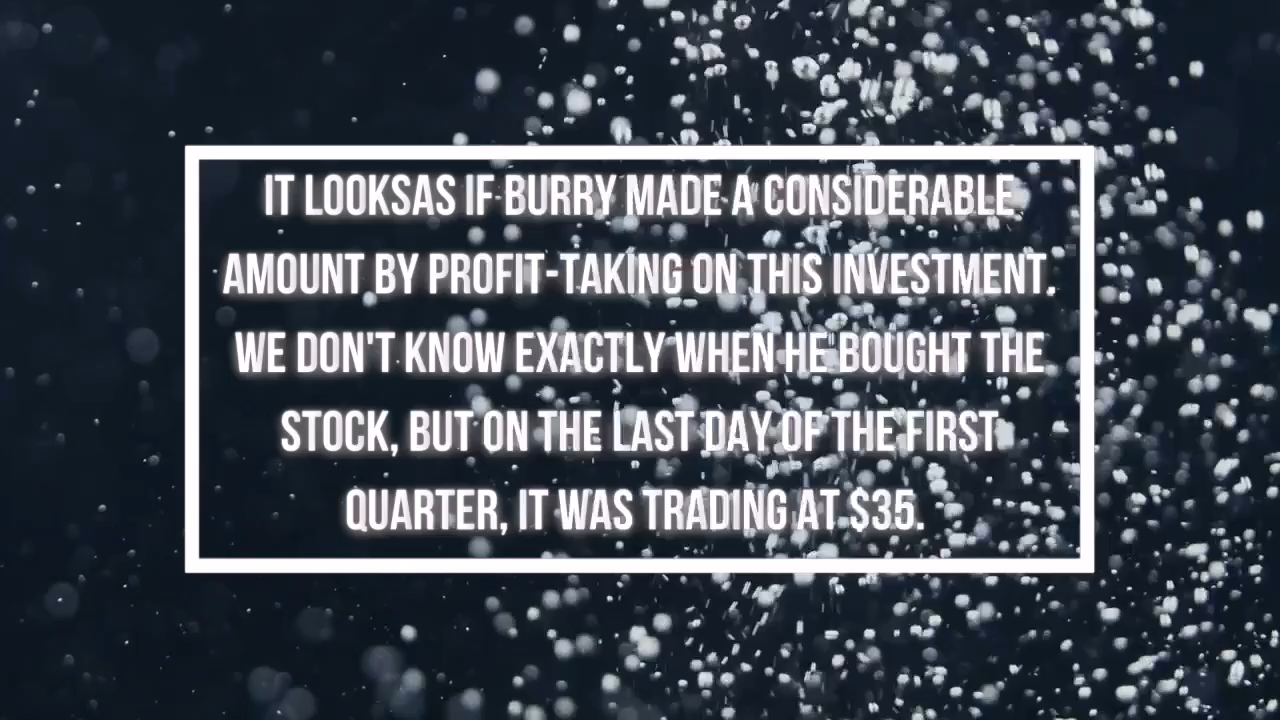 IT LOOKSAS IF BURRY MADE A CONSIDERABLE
AMOUNT BY PROFIT-TAKING ON THIS INVESTMENT.
WE DON'T KNOW EXACTLY WHEN HE BOUGHT THE
STOCK, BUT ON THE LAST DAY OF THE FIRST
QUARTER, IT WAS TRADING AT $35.